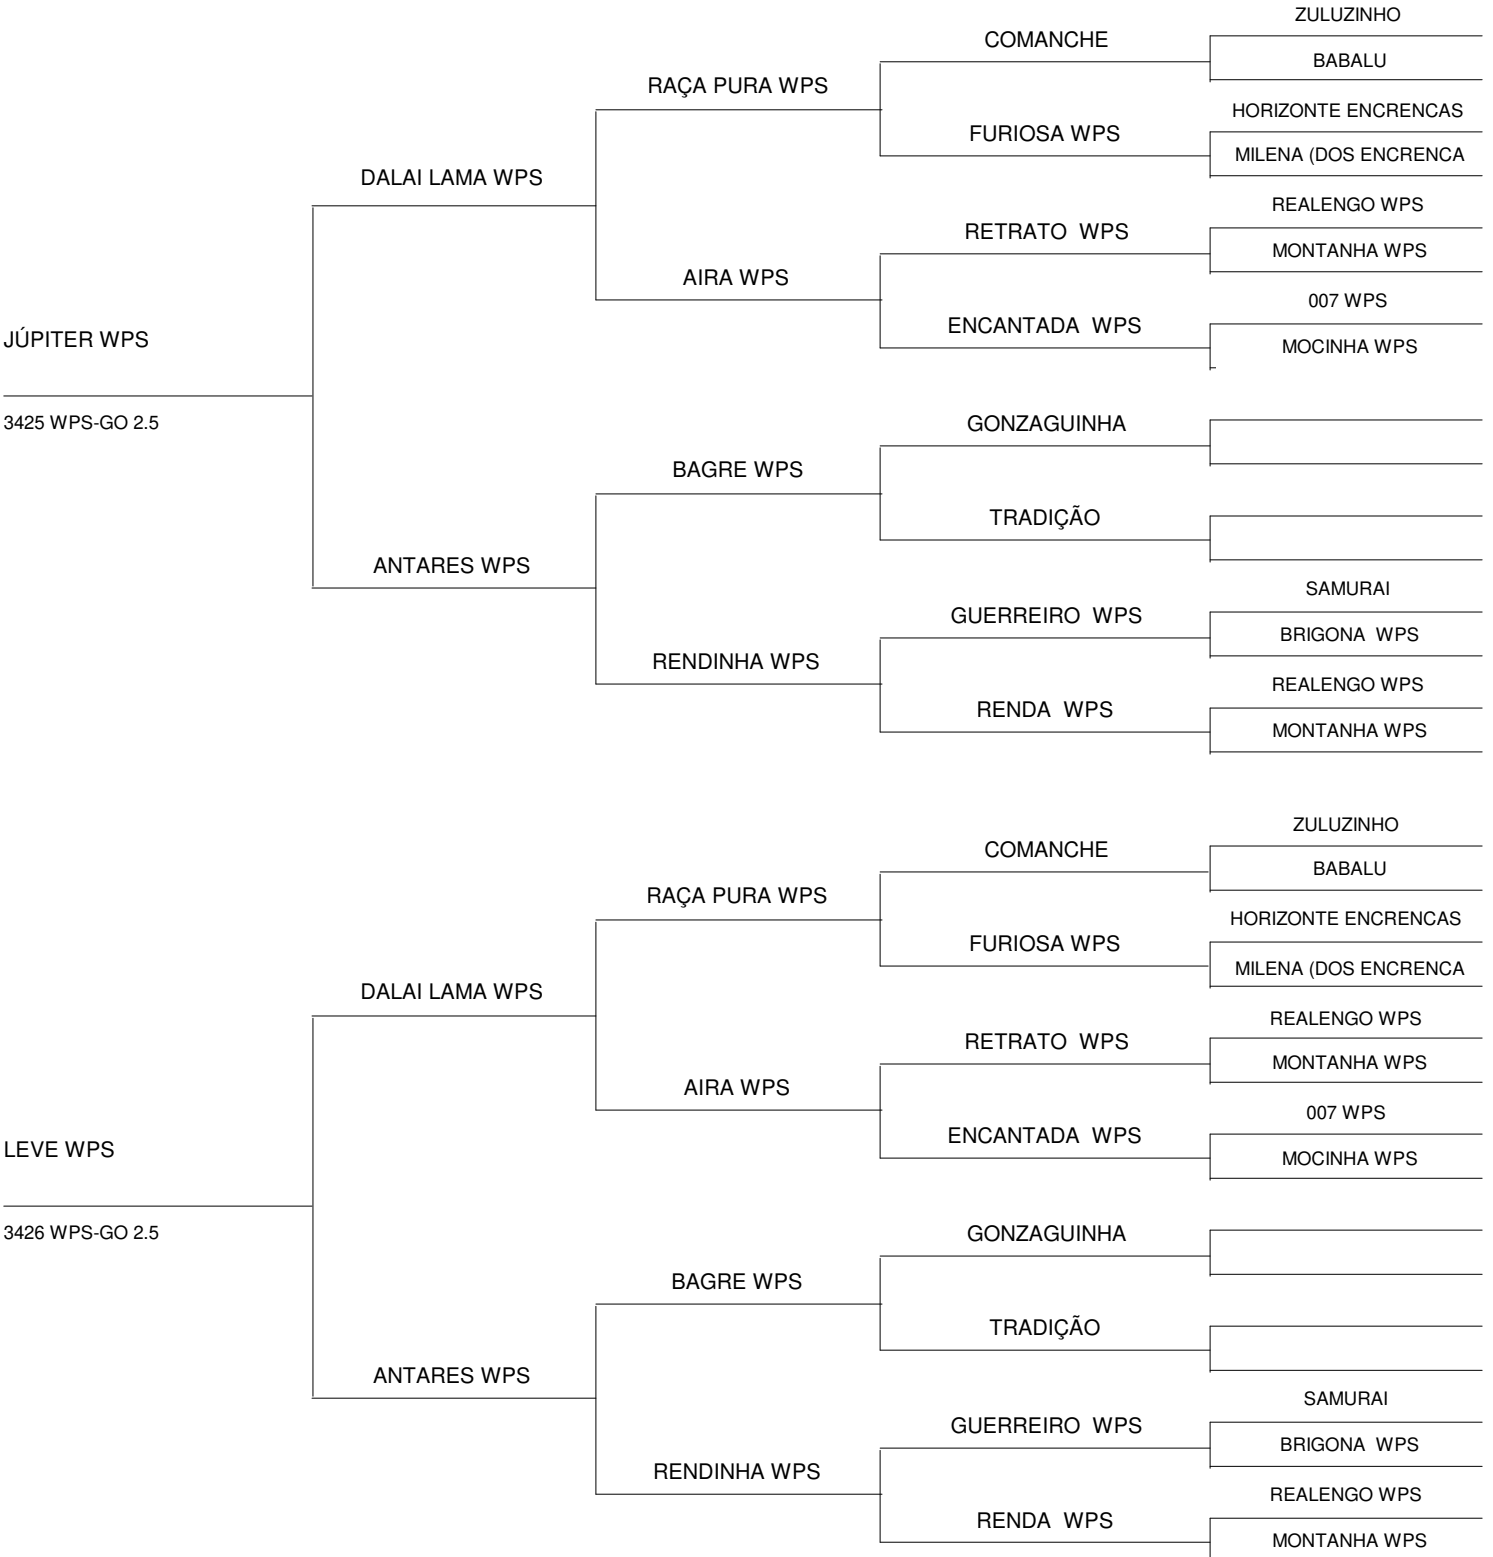 ZULUZINHO
COMANCHE
BABALU
RAÇA PURA WPS
HORIZONTE ENCRENCAS
FURIOSA WPS
MILENA (DOS ENCRENCA
DALAI LAMA WPS
REALENGO WPS
RETRATO WPS
MONTANHA WPS
AIRA WPS
007 WPS
ENCANTADA WPS
JÚPITER WPS
MOCINHA WPS
3425 WPS-GO 2.5
GONZAGUINHA
BAGRE WPS
TRADIÇÃO
ANTARES WPS
SAMURAI
GUERREIRO WPS
BRIGONA WPS
RENDINHA WPS
REALENGO WPS
RENDA WPS
MONTANHA WPS
ZULUZINHO
COMANCHE
BABALU
RAÇA PURA WPS
HORIZONTE ENCRENCAS
FURIOSA WPS
MILENA (DOS ENCRENCA
DALAI LAMA WPS
REALENGO WPS
RETRATO WPS
MONTANHA WPS
AIRA WPS
007 WPS
ENCANTADA WPS
LEVE WPS
MOCINHA WPS
3426 WPS-GO 2.5
GONZAGUINHA
BAGRE WPS
TRADIÇÃO
ANTARES WPS
SAMURAI
GUERREIRO WPS
BRIGONA WPS
RENDINHA WPS
REALENGO WPS
RENDA WPS
MONTANHA WPS